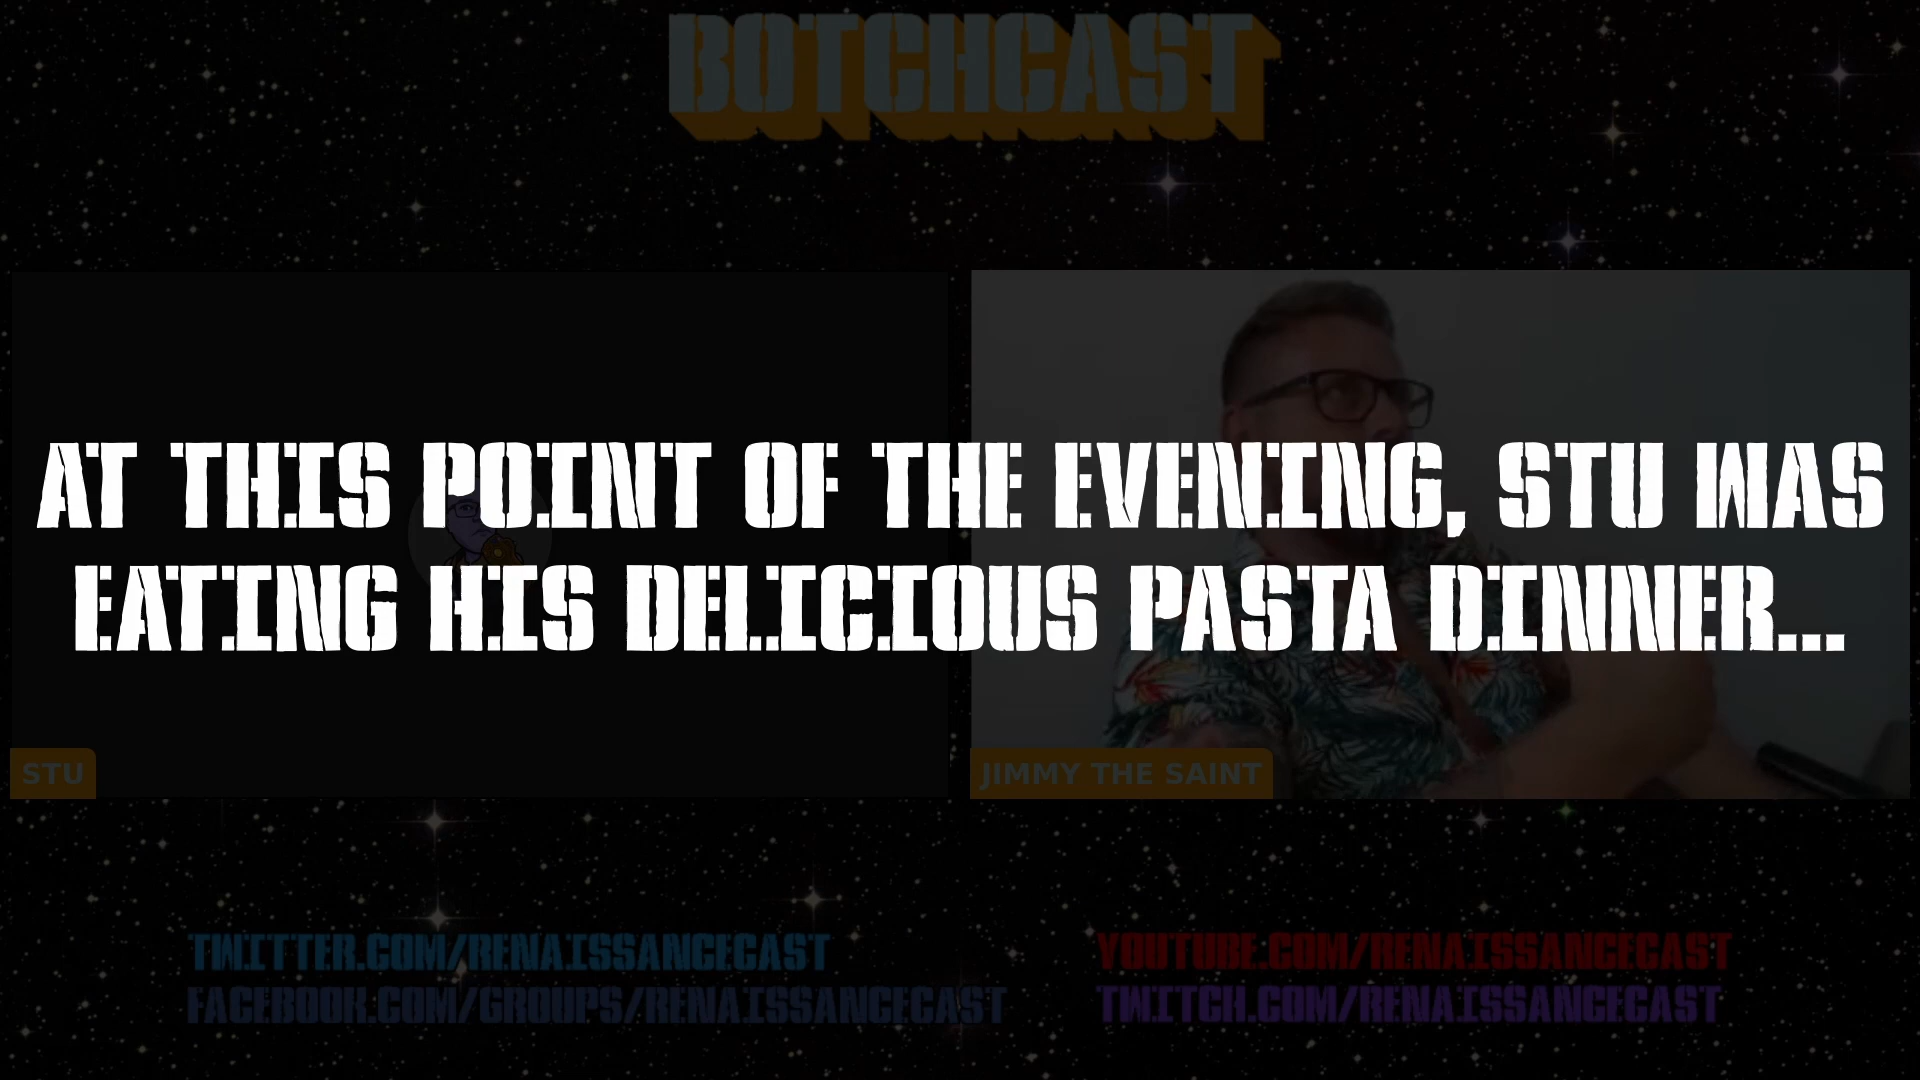 BOTCHCAST
AT THIS POINT OF THE EVENING, STU WAS
EATING HIS DELICIOUS PASTA DINNER...
STU
JIMMY THE SAINT
TWITTER.COM/RENAISSANCECAST
YOUTUBE.COM/RENAISSANCECAST
FACEBOOK.COM/GROUPS/RENAISSANCECAST
TWITCH.COM/RENAISSANCECAST